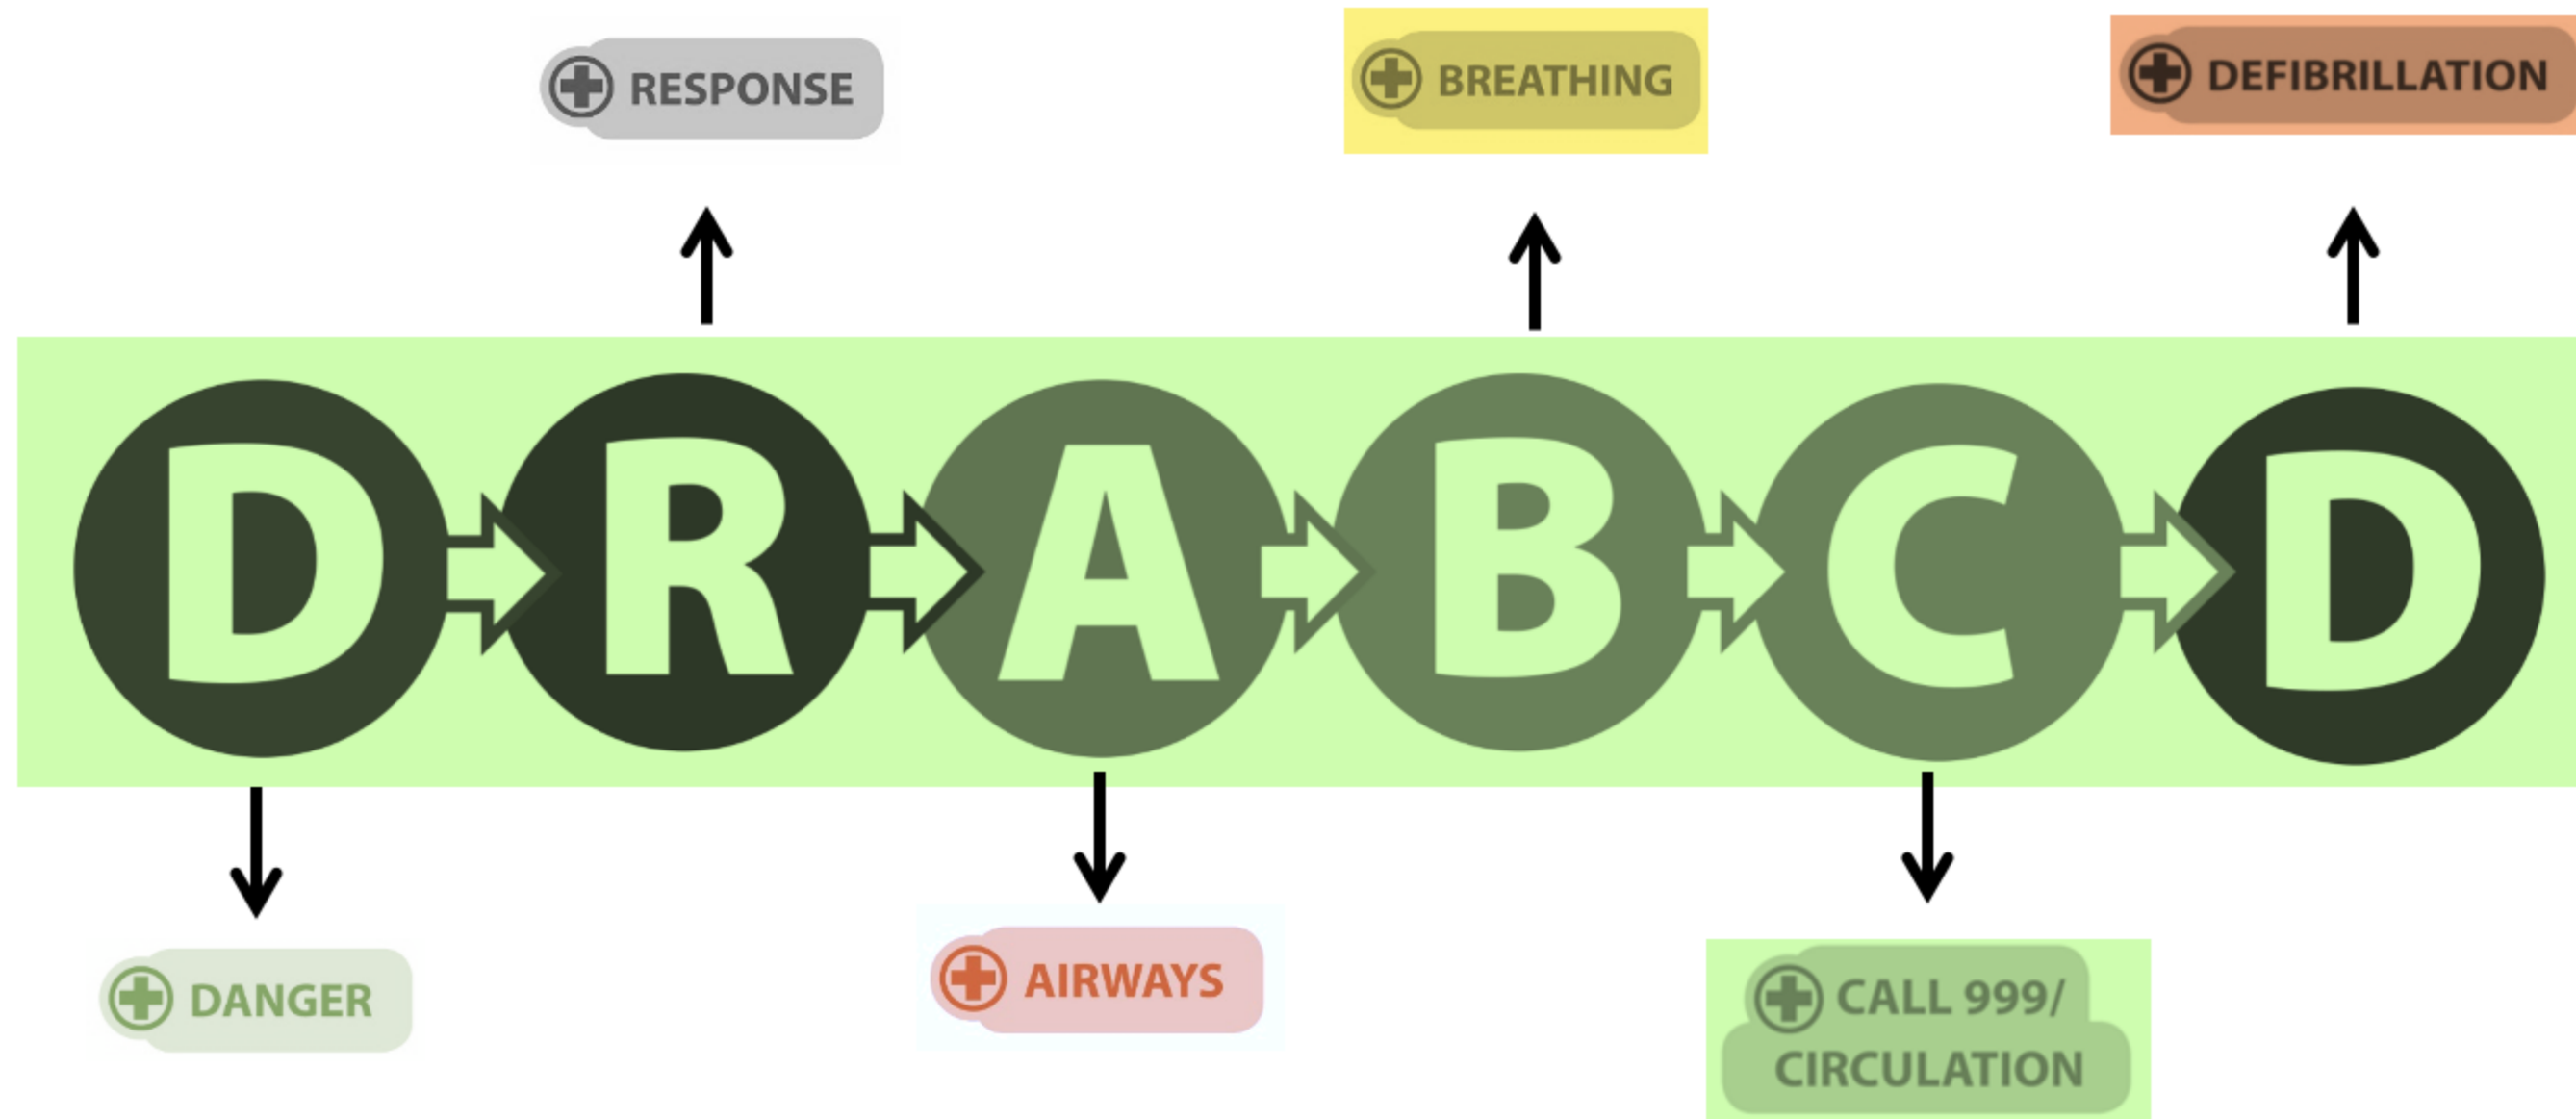 RESPONSE
BREATHING
DEFIBRILLATION
D R A B C D
DANGER
AIRWAYS
CALL 999/
CIRCULATION